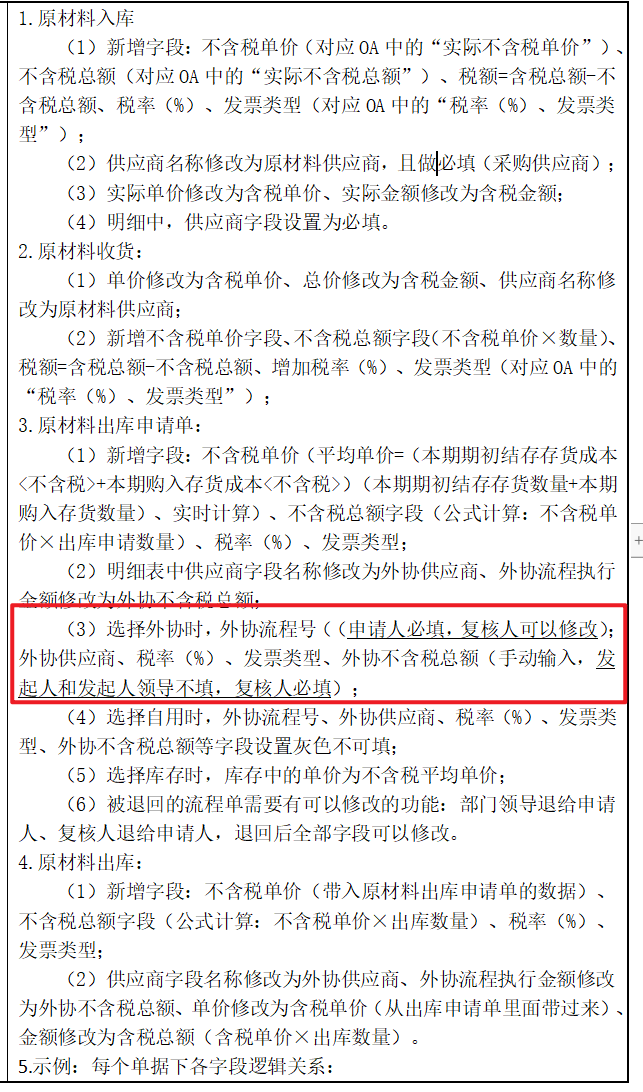 1.原材料入库
（1）新增字段：不含税单价（对应OA中的“实际不含税单价”）、
不含税总额（对应OA中的“实际不含税总额”）、税额=含税总额-不
含税总额、税率（%）、发票类型（对应OA中的“税率（%）、发票类
型”）；
（2）供应商名称修改为原材料供应商，且做必填（采购供应商）；
（3）实际单价修改为含税单价、实际金额修改为含税金额；
（4）明细中，供应商字段设置为必填。
2.原材料收货：
（1）单价修改为含税单价、总价修改为含税金额、供应商名称修
改为原材料供应商；
（2）新增不含税单价字段、不含税总额字段（不含税单价×数量）、
税额=含税总额-不含税总额、增加税率（%）、发票类型（对应OA中的
“税率（%）、发票类型”）；
3.原材料出库申请单：
（1）新增字段：不含税单价（平均单价=（本期期初结存存货成本
<不含税>+本期购入存货成本<不含税>）（本期期初结存存货数量+本期
购入存货数量）、实时计算）、不含税总额字段（公式计算：不含税单
价×出库申请数量）、税率（%）、发票类型；
（2）明细表中供应商字段名称修改为外协供应商、外协流程执行
金额修改为外协不含税总额；
（3）选择外协时，外协流程号（（申请人必填，复核人可以修改）；
外协供应商、税率（%）、发票类型、外协不含税总额（手动输入，发
起人和发起人领导不填，复核人必填）；
（4）选择自用时，外协流程号、外协供应商、税率（%）、发票类
型、外协不含税总额等字段设置灰色不可填；
（5）选择库存时，库存中的单价为不含税平均单价；
（6）被退回的流程单需要有可以修改的功能：部门领导退给申请
人、复核人退给申请人，退回后全部字段可以修改。
4.原材料出库：
（1）新增字段：不含税单价（带入原材料出库申请单的数据）、
不含税总额字段（公式计算：不含税单价×出库数量）、税率（%）、
发票类型；
（2）供应商字段名称修改为外协供应商、外协流程执行金额修改
为外协不含税总额、单价修改为含税单价（从出库申请单里面带过来）、
金额修改为含税总额（含税单价×出库数量）。
5.示例：每个单据下各字段逻辑关系：